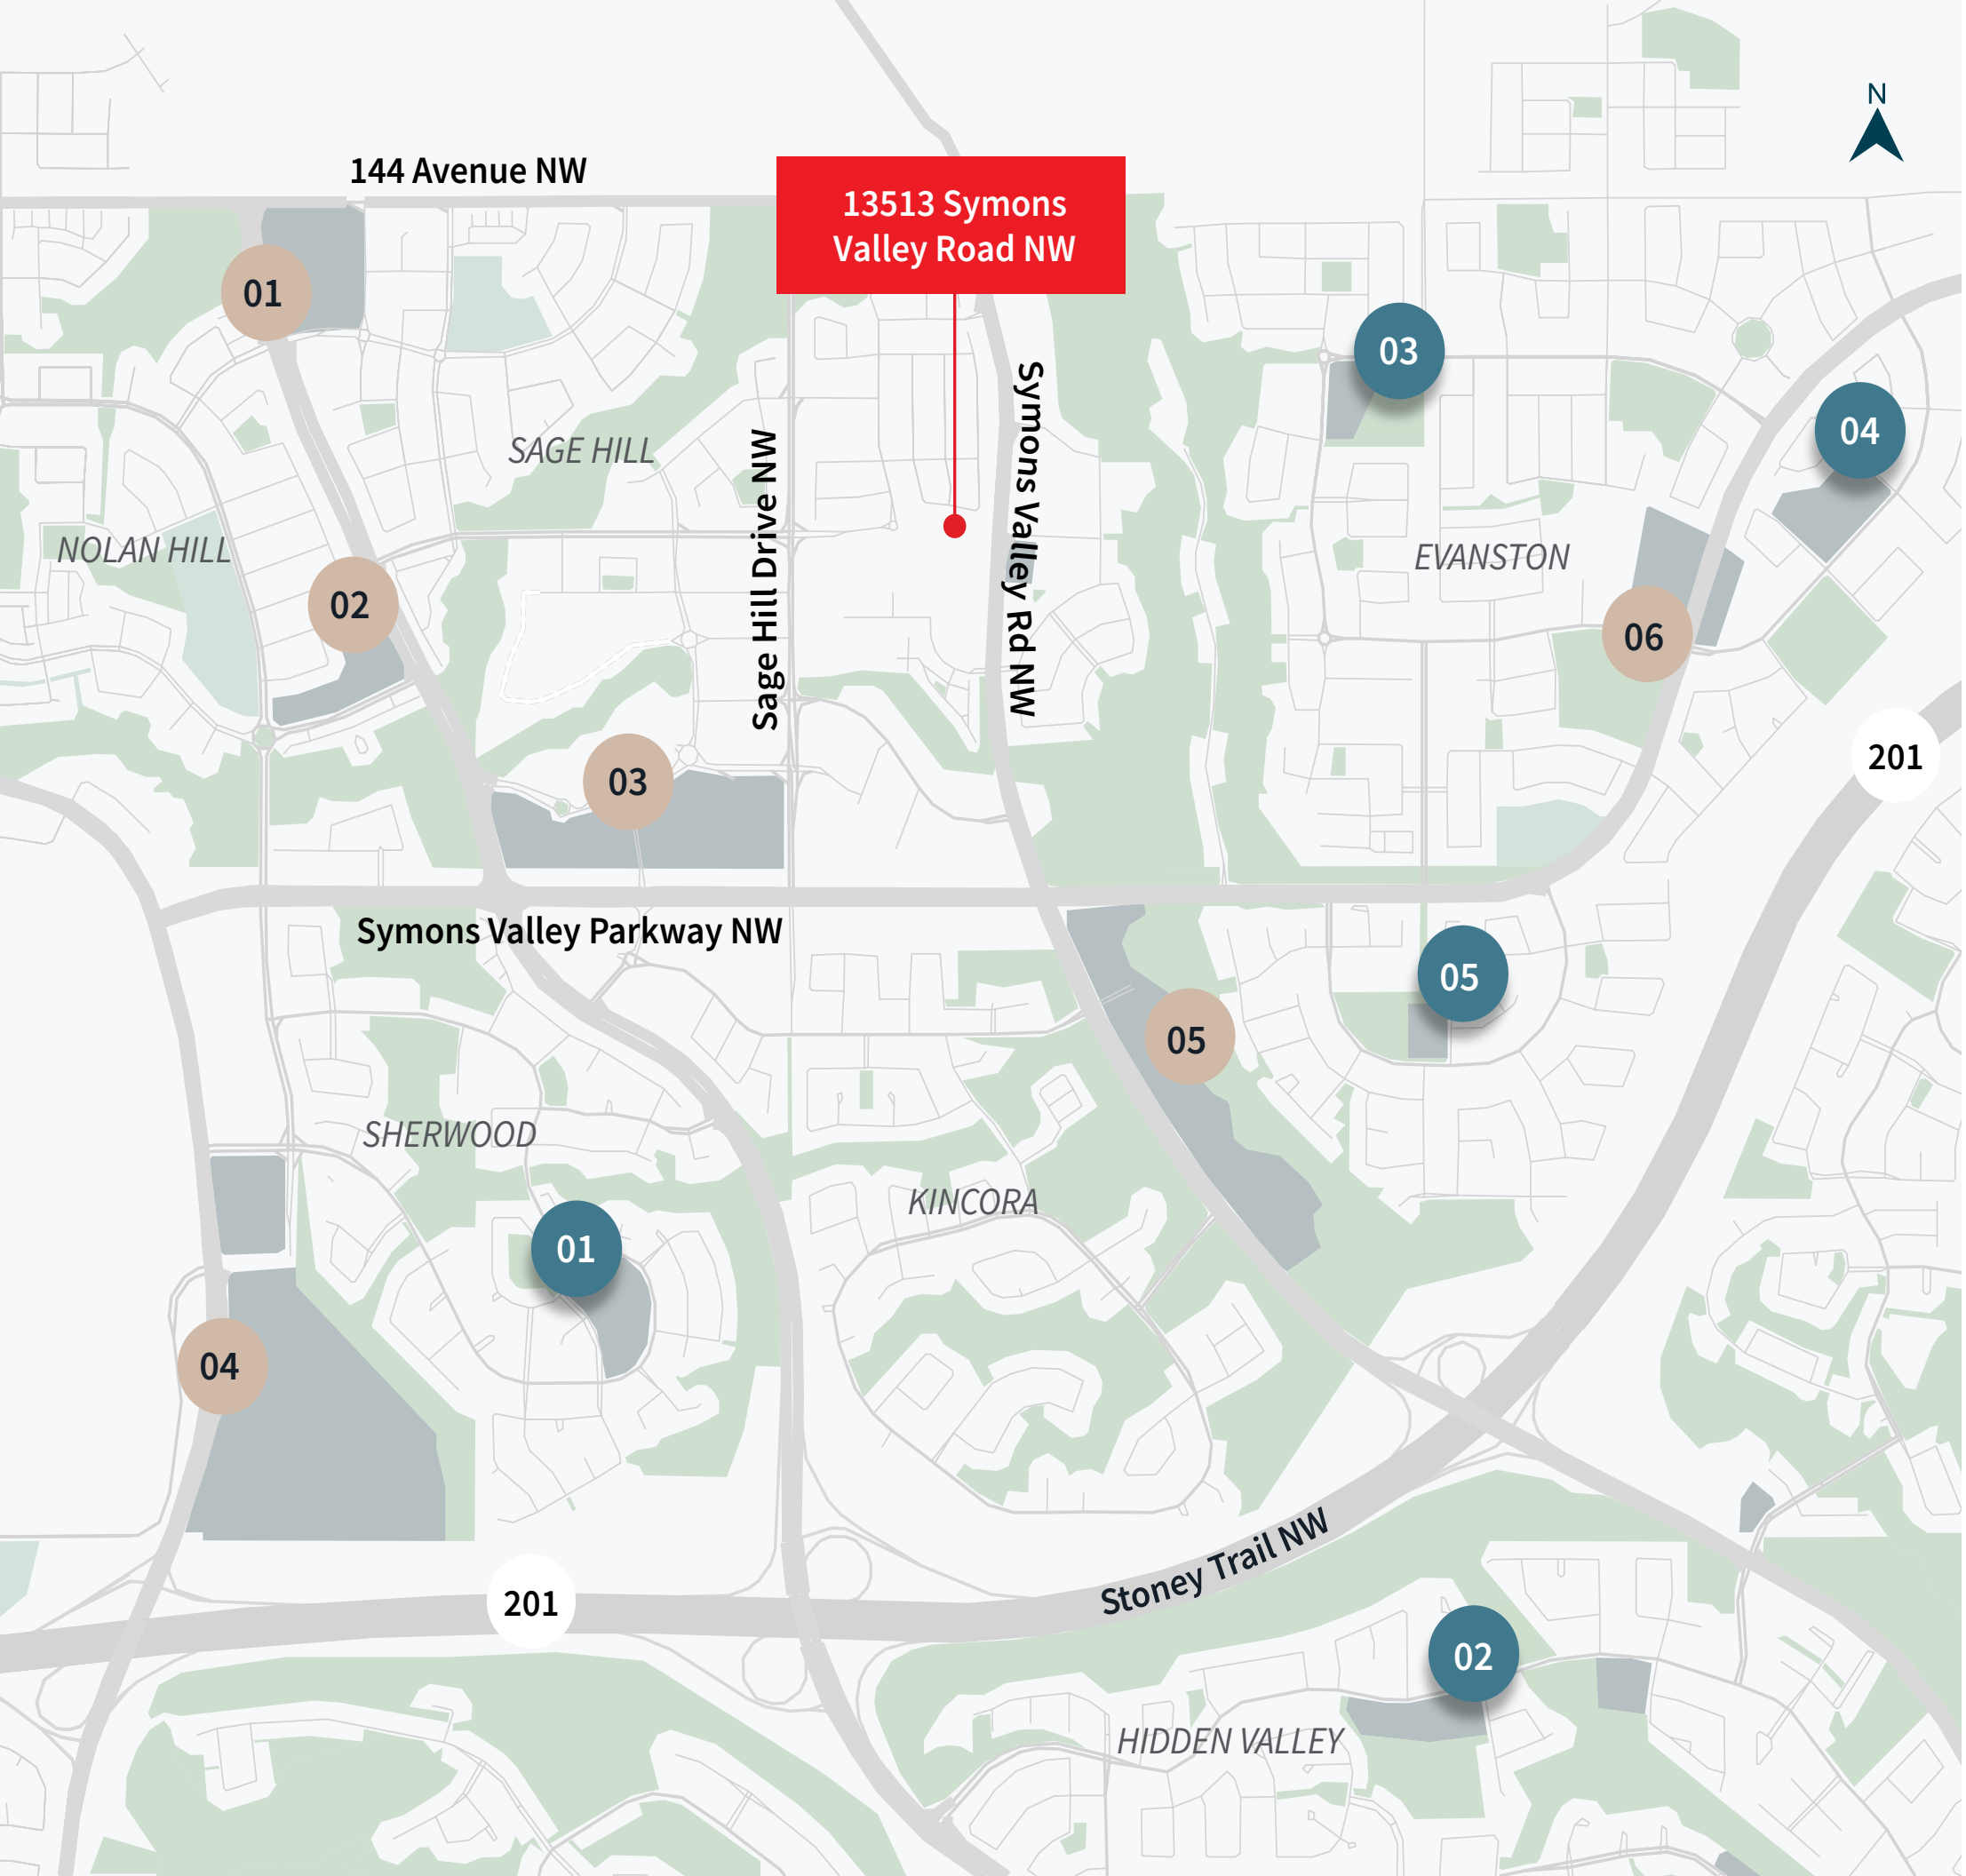 N
144 Avenue NW
13513 Symons
Valley Road NW
01
03
04
SAGE HILL
Sage Hill Drive NW
Symons Valley Rd NW
NOLAN HILL
EVANSTON
02
06
03
201
Symons Valley Parkway NW
05
05
SHERWOOD
KINCORA
01
04
Stoney Trail NW
201
02
HIDDEN VALLEY